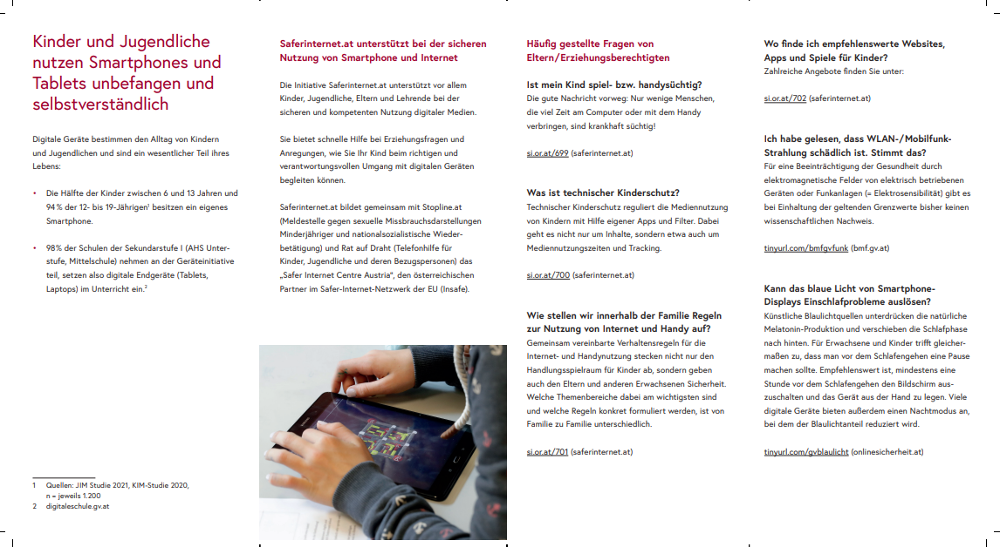 Kinder und Jugendliche
nutzen Smartphones und
Tablets unbefangen und
selbstverständlich
Digitale Geräte bestimmen den Alltag von Kindern
und Jugendlichen und sind ein wesentlicher Teil ihres
Lebens:
• Die Hälfte der Kinder zwischen 6 und 13 Jahren und
94 % der 12- bis 19-Jährigen¹ besitzen ein eigenes
Smartphone.
• 98 % der Schulen der Sekundarstufe I (AHS Unter-
stufe, Mittelschule) nehmen an der Geräteinitiative
teil, setzen also digitale Endgeräte (Tablets,
Laptops) im Unterricht ein.²
1 Quellen: JIM Studie 2021, KIM-Studie 2020,
n = jeweils 1.200
2 digitaleschule.gv.at
Saferinternet.at unterstützt bei der sicheren
Nutzung von Smartphone und Internet
Die Initiative Saferinternet.at unterstützt vor allem
Kinder, Jugendliche, Eltern und Lehrende bei der
sicheren und kompetenten Nutzung digitaler Medien.
Sie bietet schnelle Hilfe bei Erziehungsfragen und
Anregungen, wie Sie Ihr Kind beim richtigen und
verantwortungsvollen Umgang mit digitalen Geräten
begleiten können.
Saferinternet.at bildet gemeinsam mit Stopline.at
(Meldestelle gegen sexuelle Missbrauchsdarstellungen
Minderjähriger und nationalsozialistische Wieder-
betätigung) und Rat auf Draht (Telefonhilfe für
Kinder, Jugendliche und deren Bezugspersonen) das
„Safer Internet Centre Austria", den österreichischen
Partner im Safer-Internet-Netzwerk der EU (Insafe).
Häufig gestellte Fragen von
Eltern/Erziehungsberechtigten
Ist mein Kind spiel- bzw. handysüchtig?
Die gute Nachricht vorweg: Nur wenige Menschen,
die viel Zeit am Computer oder mit dem Handy
verbringen, sind krankhaft süchtig!
si.or.at/699 (saferinternet.at)
Was ist technischer Kinderschutz?
Technischer Kinderschutz reguliert die Mediennutzung
von Kindern mit Hilfe eigener Apps und Filter. Dabei
geht es nicht nur um Inhalte, sondern etwa auch um
Mediennutzungszeiten und Tracking.
si.or.at/700 (saferinternet.at)
Wie stellen wir innerhalb der Familie Regeln
zur Nutzung von Internet und Handy auf?
Gemeinsam vereinbarte Verhaltensregeln für die
Internet- und Handynutzung stecken nicht nur den
Handlungsspielraum für Kinder ab, sondern geben
auch den Eltern und anderen Erwachsenen Sicherheit.
Welche Themenbereiche dabei am wichtigsten sind
und welche Regeln konkret formuliert werden, ist von
Familie zu Familie unterschiedlich.
si.or.at/701 (saferinternet.at)
Wo finde ich empfehlenswerte Websites,
Apps und Spiele für Kinder?
Zahlreiche Angebote finden Sie unter:
si.or.at/702 (saferinternet.at)
Ich habe gelesen, dass WLAN-/Mobilfunk-
Strahlung schädlich ist. Stimmt das?
Für eine Beeinträchtigung der Gesundheit durch
elektromagnetische Felder von elektrisch betriebenen
Geräten oder Funkanlagen (= Elektrosensibilität) gibt es
bei Einhaltung der geltenden Grenzwerte bisher keinen
wissenschaftlichen Nachweis.
tinyurl.com/bmfgvfunk (bmf.gv.at)
Kann das blaue Licht von Smartphone-
Displays Einschlafprobleme auslösen?
Künstliche Blaulichtquellen unterdrücken die natürliche
Melatonin-Produktion und verschieben die Schlafphase
nach hinten. Für Erwachsene und Kinder trifft gleicher-
maßen zu, dass man vor dem Schlafengehen eine Pause
machen sollte. Empfehlenswert ist, mindestens eine
Stunde vor dem Schlafengehen den Bildschirm aus-
zuschalten und das Gerät aus der Hand zu legen. Viele
digitale Geräte bieten außerdem einen Nachtmodus an,
bei dem der Blaulichtanteil reduziert wird.
tinyurl.com/gvblaulicht (onlinesicherheit.at)